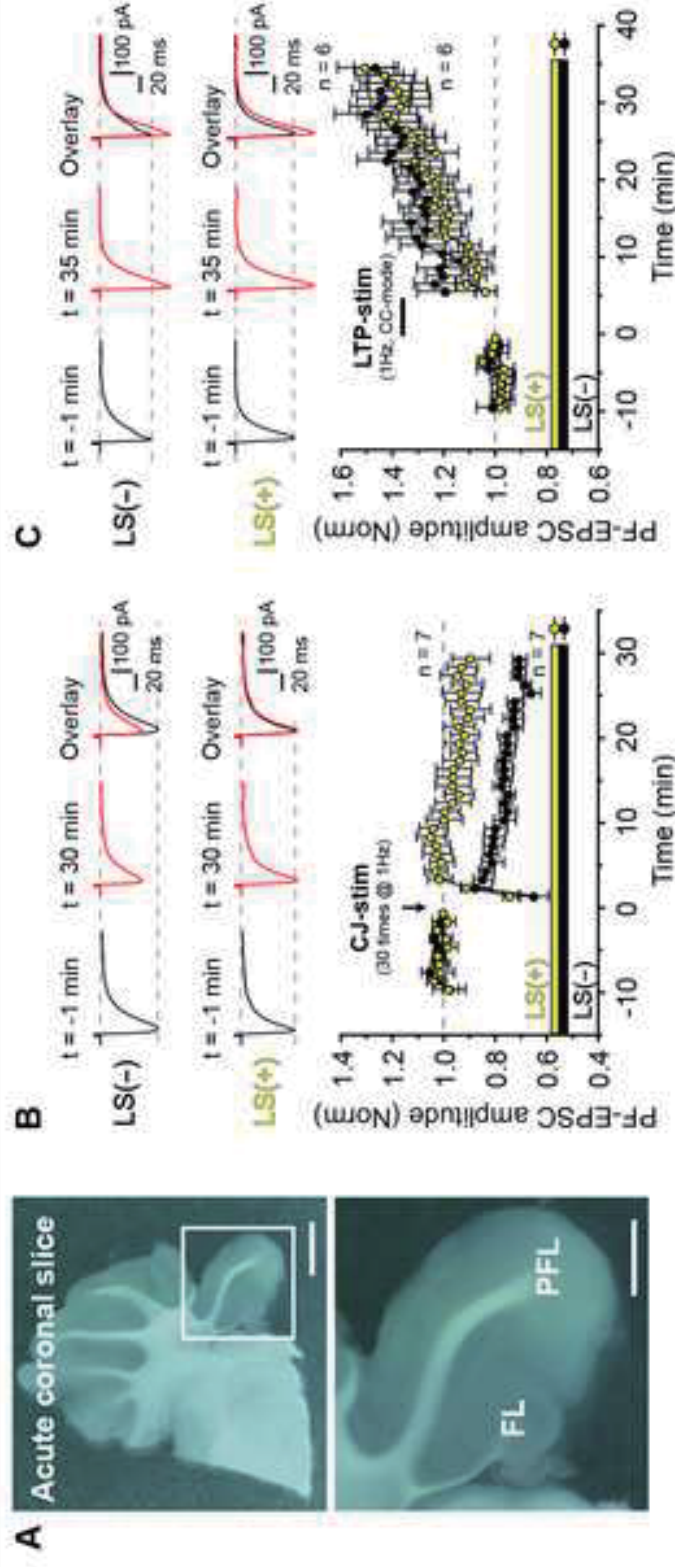 A
Acute coronal slice
FL
PFL
B
t = -1 min
t = 30 min
Overlay
LS(−)
100 pA
20 ms
t = -1 min
t = 30 min
Overlay
LS(+)
100 pA
20 ms
PF-EPSC amplitude (Norm)
1.4
1.2
1.0
0.8
0.6
0.4
CJ-stim
(30 times @ 1Hz)
n = 7
n = 7
LS(+)
LS(−)
-10
0
10
20
30
Time (min)
C
t = -1 min
t = 35 min
Overlay
LS(−)
100 pA
20 ms
t = -1 min
t = 35 min
Overlay
LS(+)
100 pA
20 ms
PF-EPSC amplitude (Norm)
1.6
1.4
1.2
1.0
0.8
0.6
LTP-stim
(1Hz, CC-mode)
n = 6
n = 6
LS(+)
LS(−)
-10
0
10
20
30
40
Time (min)